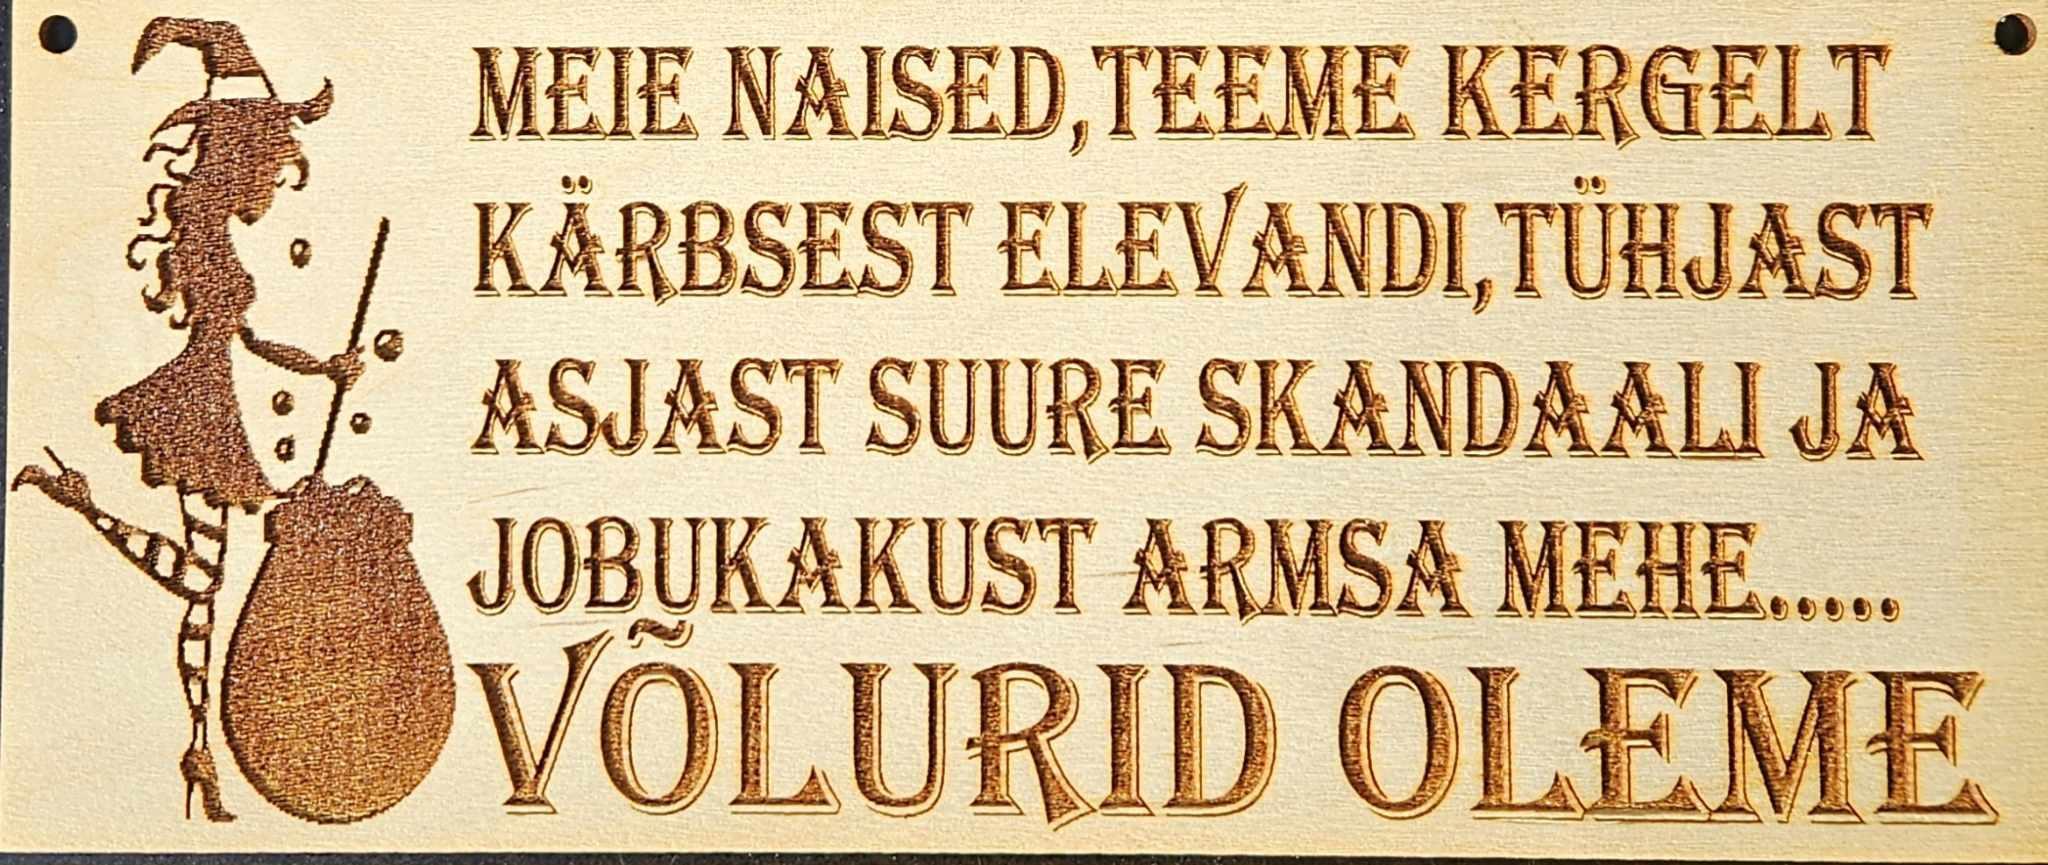 MEIE NAISED,TEEME KERGELT
KÄRBSEST ELEVANDI,TÜHJAST
ASJAST SUURE SKANDAALI JA
JOBUKAKUST ARMSA MEHE.....
VÕLURID OLEME